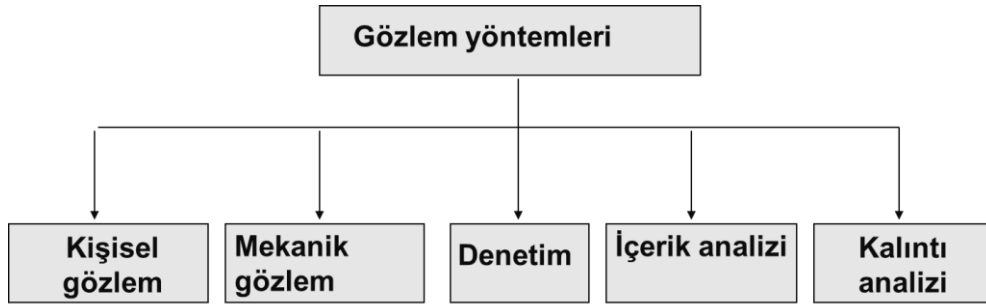 Gözlem yöntemleri
Kişisel
gözlem
Mekanik
gözlem
Denetim
İçerik analizi
Kalıntı
analizi